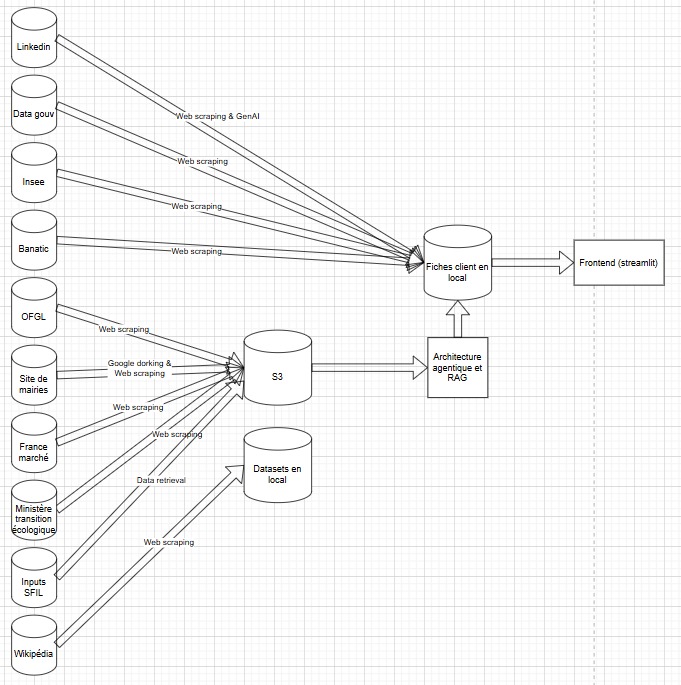 Linkedin
Web scraping & GenAI
Data gouv
Web scraping
Insee
Web scraping
Banatic
Web scraping
Fiches client en
local
Frontend (streamlit)
OFGL
Web scraping
Site de
mairies
Google dorking &
Web scraping
S3
Architecture
agentique et
RAG
France
marché
Web scraping
Web scraping
Datasets en
local
Ministère
transition
écologique
Data retrieval
Inputs
SFIL
Web scraping
Wikipédia